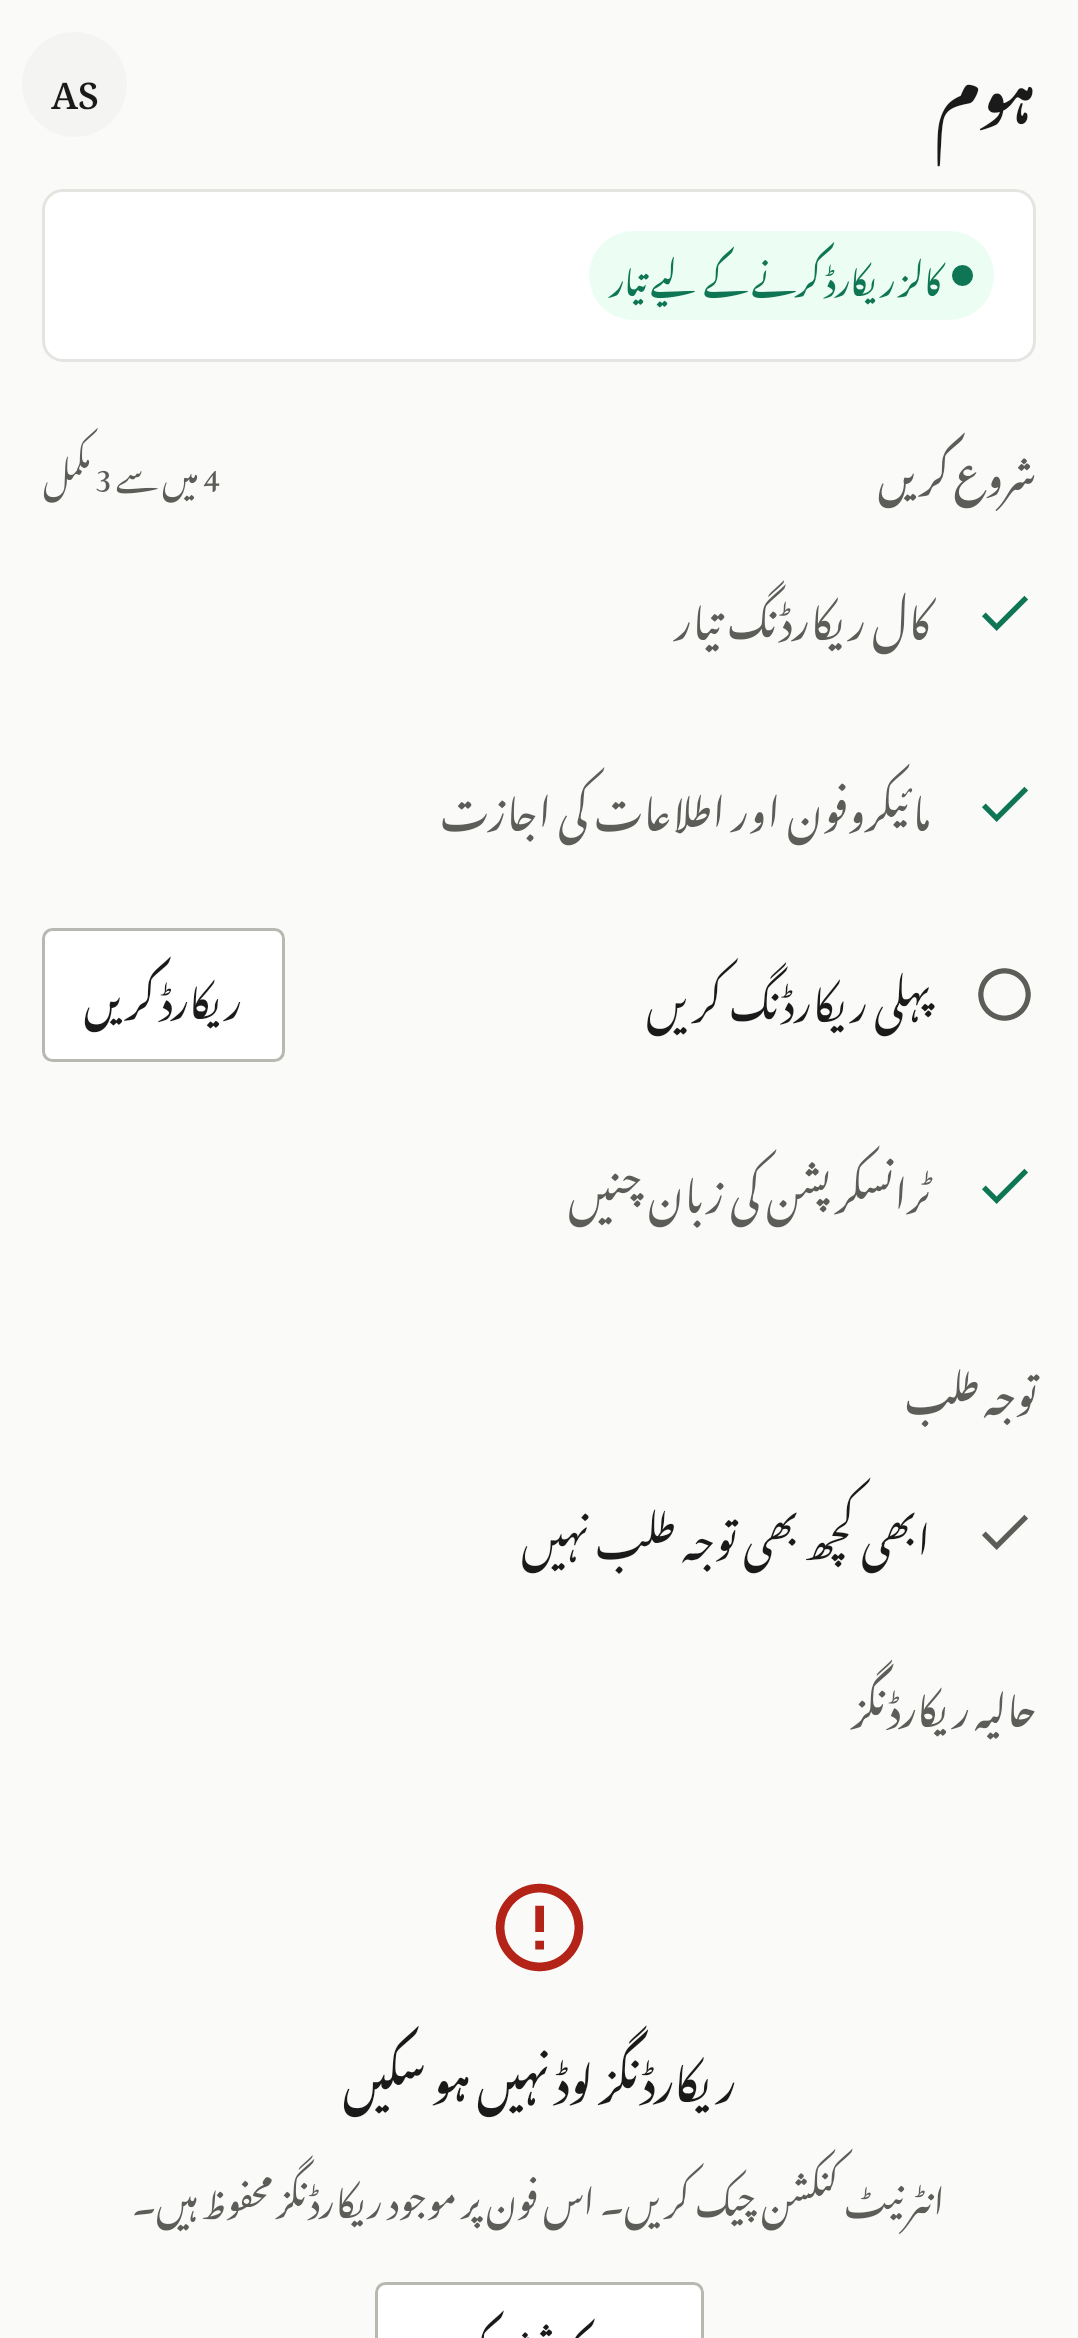 ہوم
AS
کالز ریکارڈ کرنے کے لیے تیار
شروع کریں
4 میں سے 3 مکمل
کال ریکارڈنگ تیار
مائیکروفون اور اطلاعات کی اجازت
پہلی ریکارڈنگ کریں
ریکارڈ کریں
ٹرانسکرپشن کی زبان چنیں
توجہ طلب
ابھی کچھ بھی توجہ طلب نہیں
حالیہ ریکارڈنگز
ریکارڈنگز لوڈ نہیں ہو سکیں
انٹرنیٹ کنکشن چیک کریں۔ اس فون پر موجود ریکارڈنگز محفوظ ہیں۔